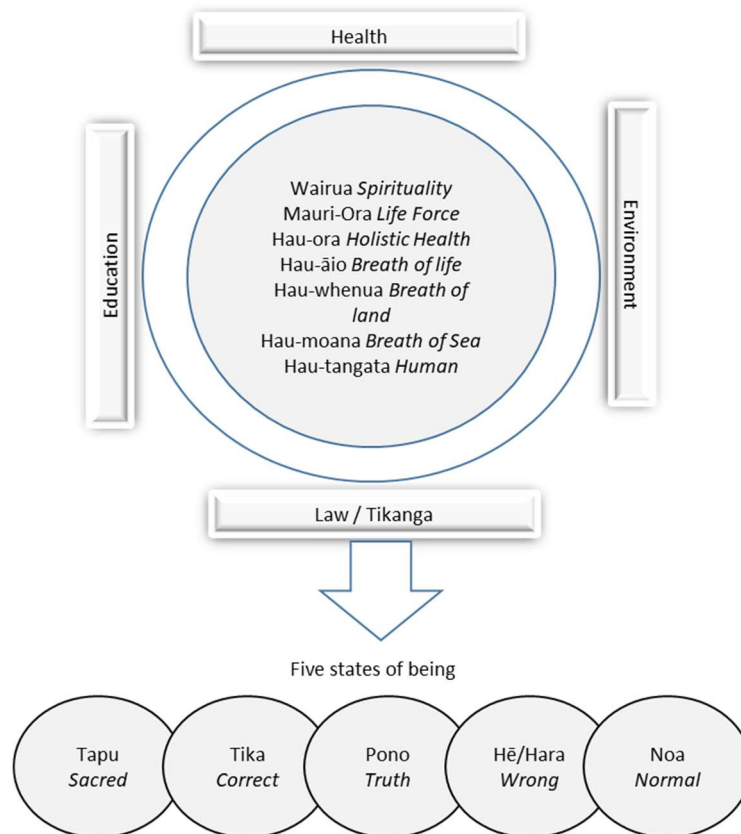 Health
Education
Wairua Spirituality
Mauri-Ora Life Force
Hau-ora Holistic Health
Hau-āio Breath of life
Hau-whenua Breath of
land
Hau-moana Breath of Sea
Hau-tangata Human
Environment
Law / Tikanga
Five states of being
Tapu
Sacred
Tika
Correct
Pono
Truth
Hē/Hara
Wrong
Noa
Normal